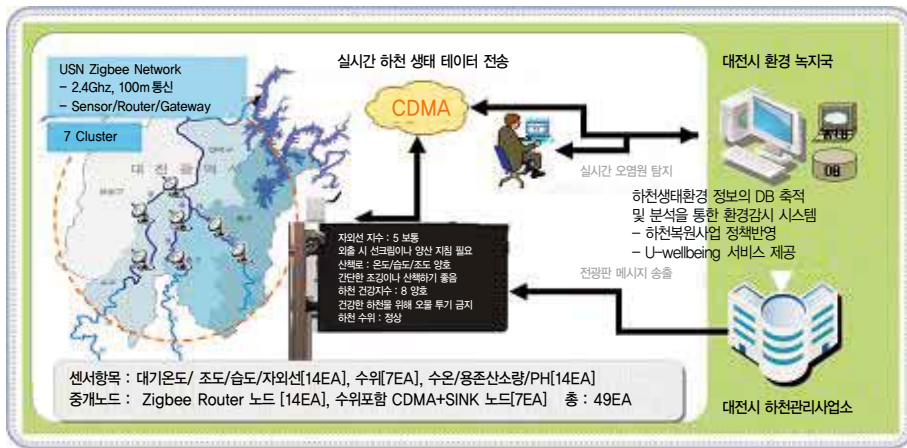 USN Zigbee Network
- 2.4Ghz, 100m통신
- Sensor/Router/Gateway
7 Cluster
대 전 광 역 시
실시간 하천 생태 테이터 전송
CDMA
실시간 오염원 탐지
대전시 환경 녹지국
DB
하천생태환경 정보의 DB 축적
및 분석을 통한 환경감시 시스템
- 하천복원사업 정책반영
- U-wellbeing 서비스 제공
전광판 메시지 송출
자외선 지수 : 5 보통
외출 시 선크림이나 양산 지침 필요
산책로 : 온도/습도/조도 양호
간단한 조깅이나 산책하기 좋음
하천 건강지수 : 8 양호
건강한 하천을 위해 오물 투기 금지
하천 수위 : 정상
대전시 하천관리사업소
센서항목 : 대기온도/ 조도/습도/자외선[14EA], 수위[7EA], 수온/용존산소량/PH[14EA]
중개노드 : Zigbee Router 노드 [14EA], 수위포함 CDMA+SINK 노드[7EA] 총 : 49EA